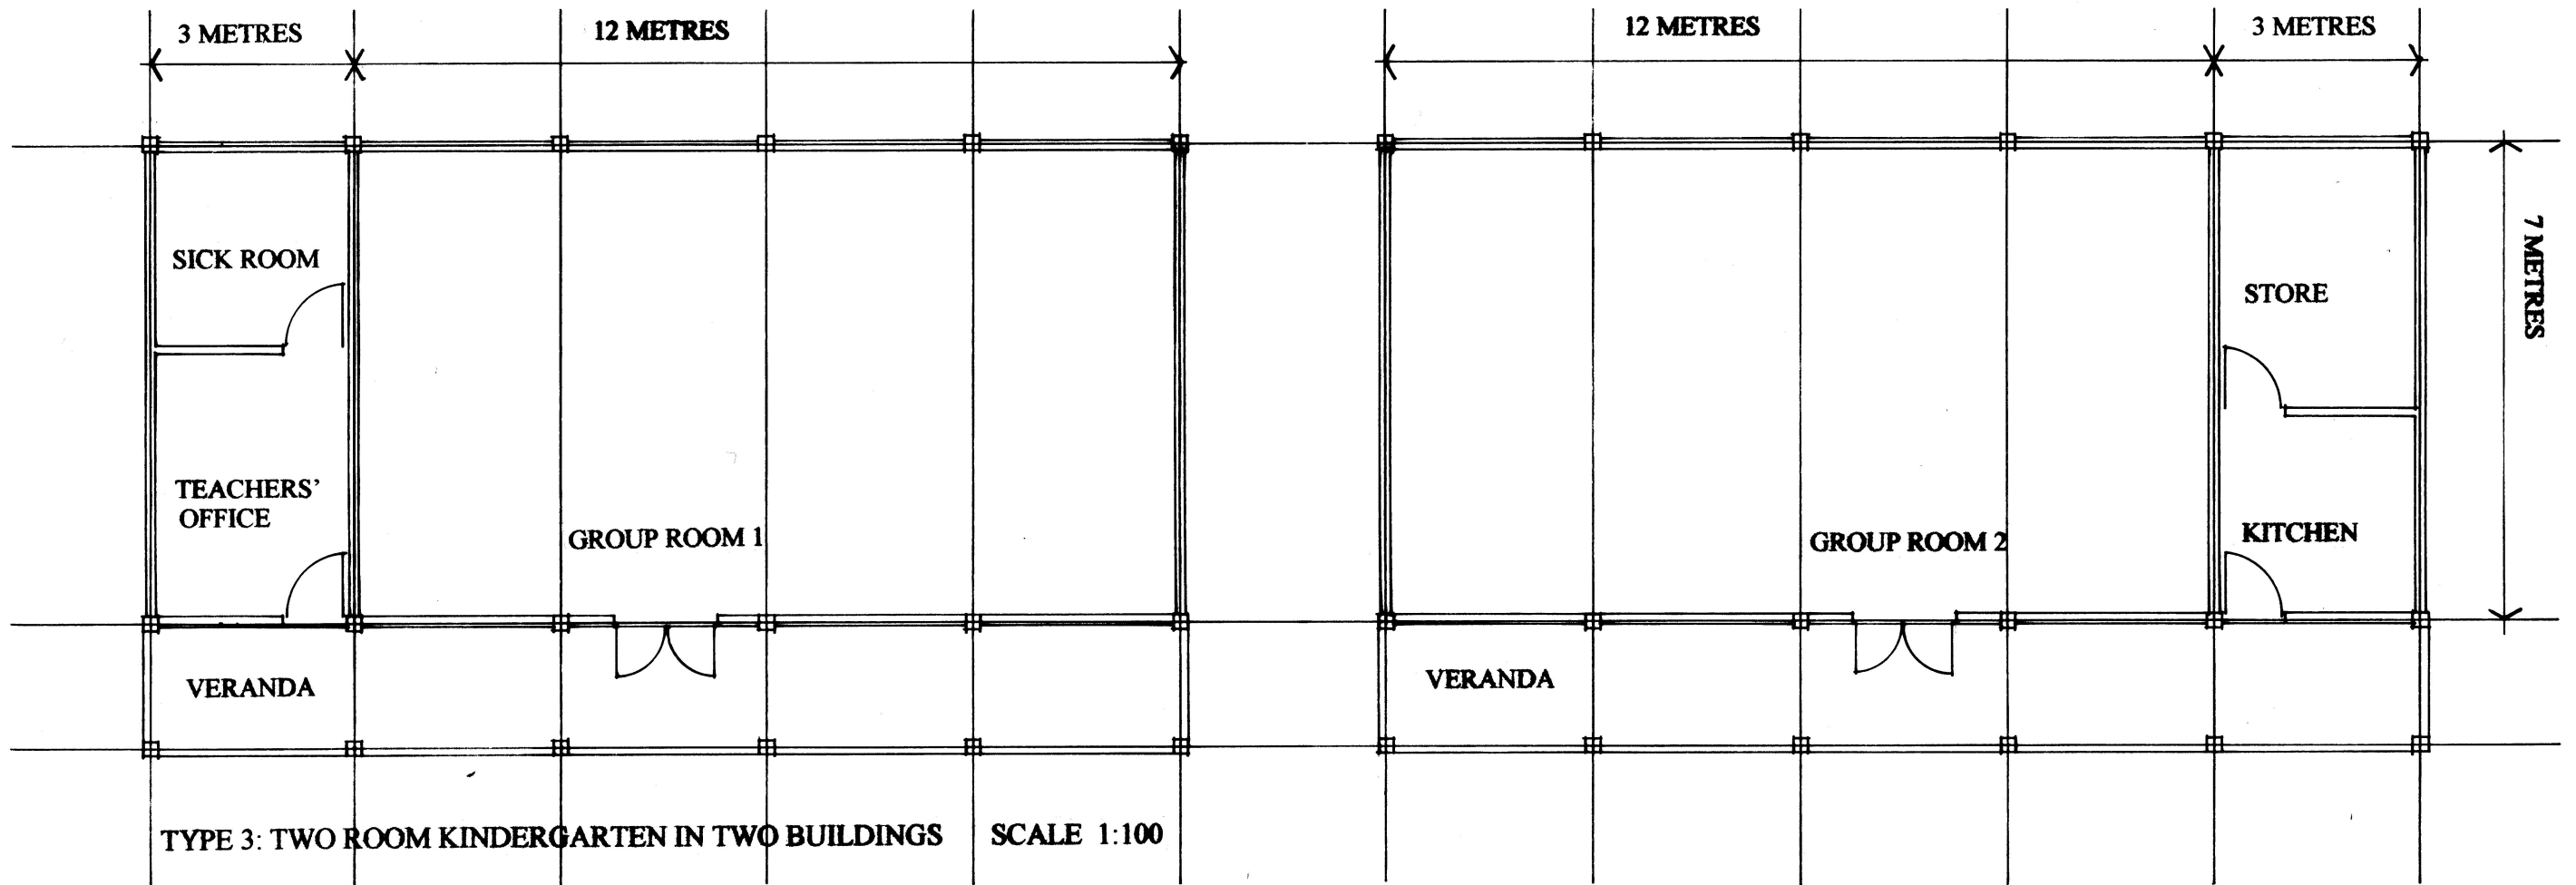 3 METRES
12 METRES
12 METRES
3 METRES
7 METRES
SICK ROOM
STORE
TEACHERS’
OFFICE
GROUP ROOM 1
GROUP ROOM 2
KITCHEN
VERANDA
VERANDA
TYPE 3: TWO ROOM KINDERGARTEN IN TWO BUILDINGS SCALE 1:100